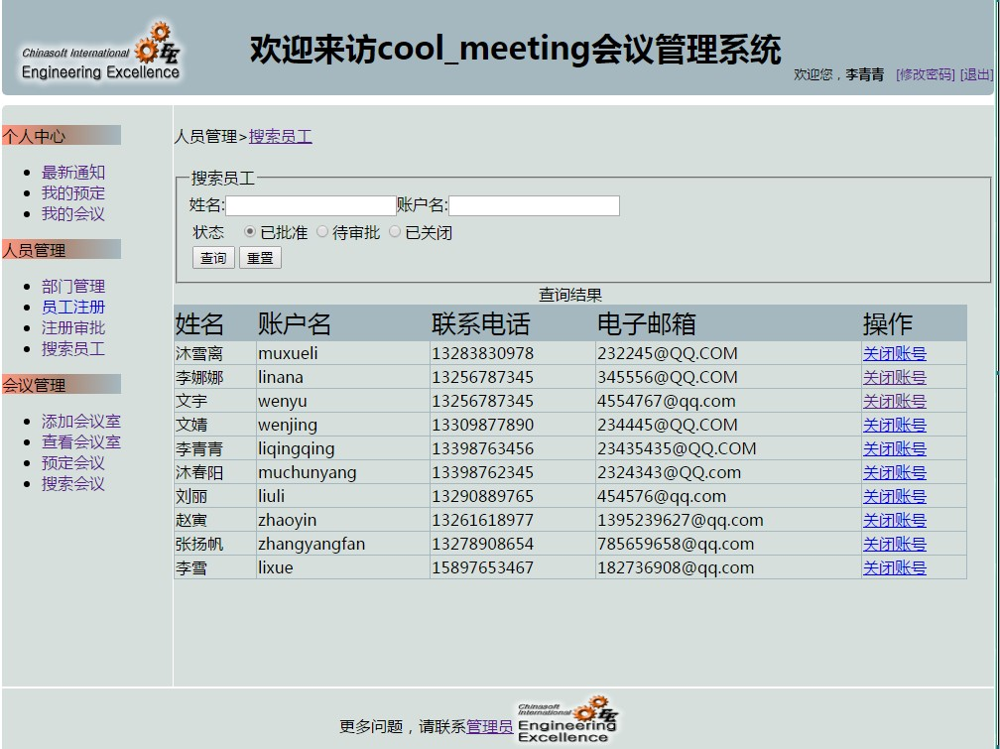 Chinasoft International
Engineering Excellence
欢迎来访cool_meeting会议管理系统
欢迎您，李青青 [修改密码] [退出]
个人中心
最新通知
我的预定
我的会议
人员管理
部门管理
员工注册
注册审批
搜索员工
会议管理
添加会议室
查看会议室
预定会议
搜索会议
人员管理>搜索员工
搜索员工
姓名: 账户名:
状态 已批准 待审批 已关闭
查询 重置
查询结果
姓名 账户名 联系电话 电子邮箱 操作
沐雪离 muxueli 13283830978 232245@QQ.COM 关闭账号
李娜娜 linana 13256787345 345556@QQ.COM 关闭账号
文宇 wenyu 13256787345 4554767@qq.com 关闭账号
文婧 wenjing 13309877890 234445@QQ.COM 关闭账号
李青青 liqingqing 13398763456 23435435@QQ.COM 关闭账号
沐春阳 muchunyang 13398762345 2324343@QQ.com 关闭账号
刘丽 liuli 13290889765 454576@qq.com 关闭账号
赵寅 zhaoyin 13261618977 1395239627@qq.com 关闭账号
张扬帆 zhangyangfan 13278908654 785659658@qq.com 关闭账号
李雪 lixue 15897653467 182736908@qq.com 关闭账号
更多问题，请联系管理员
Chinasoft
International
Engineering
Excellence